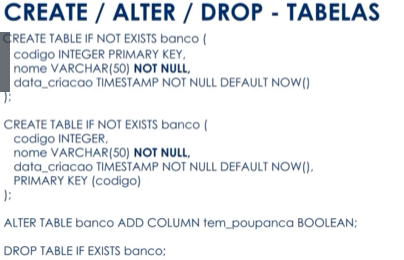 CREATE / ALTER / DROP - TABELAS
CREATE TABLE IF NOT EXISTS banco (
codigo INTEGER PRIMARY KEY,
nome VARCHAR(50) NOT NULL,
data_criacao TIMESTAMP NOT NULL DEFAULT NOW()
);
CREATE TABLE IF NOT EXISTS banco (
codigo INTEGER,
nome VARCHAR(50) NOT NULL,
data_criacao TIMESTAMP NOT NULL DEFAULT NOW(),
PRIMARY KEY (codigo)
);
ALTER TABLE banco ADD COLUMN tem_poupanca BOOLEAN;
DROP TABLE IF EXISTS banco;